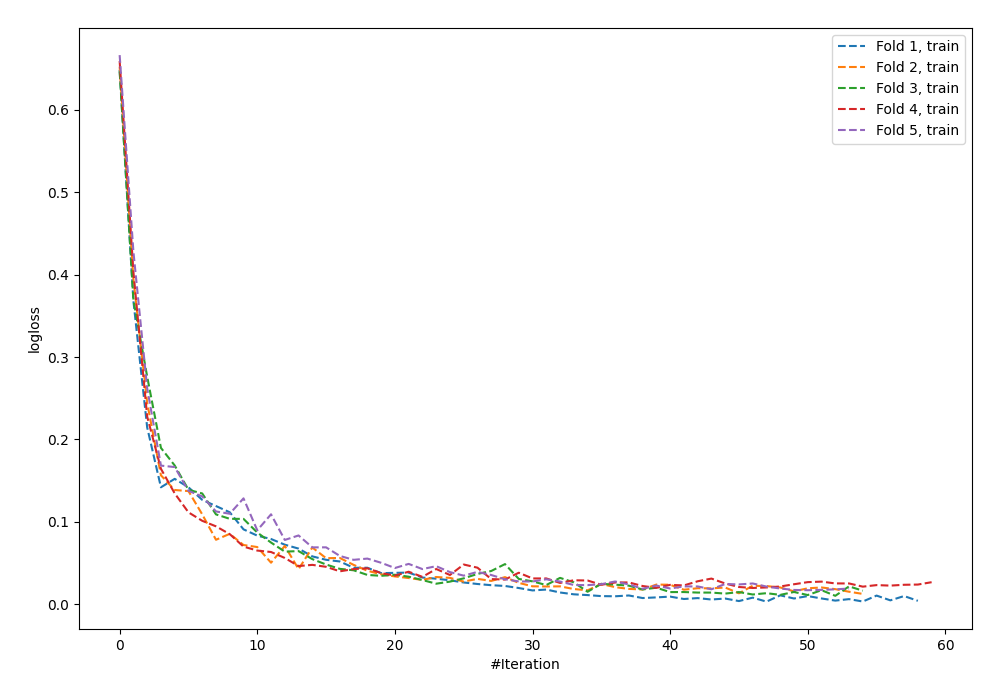 Fold 1, train
Fold 2, train
Fold 3, train
Fold 4, train
Fold 5, train
0.6
0.5
0.4
0.3
0.2
0.1
0.0
logloss
0 10 20 30 40 50 60
#Iteration